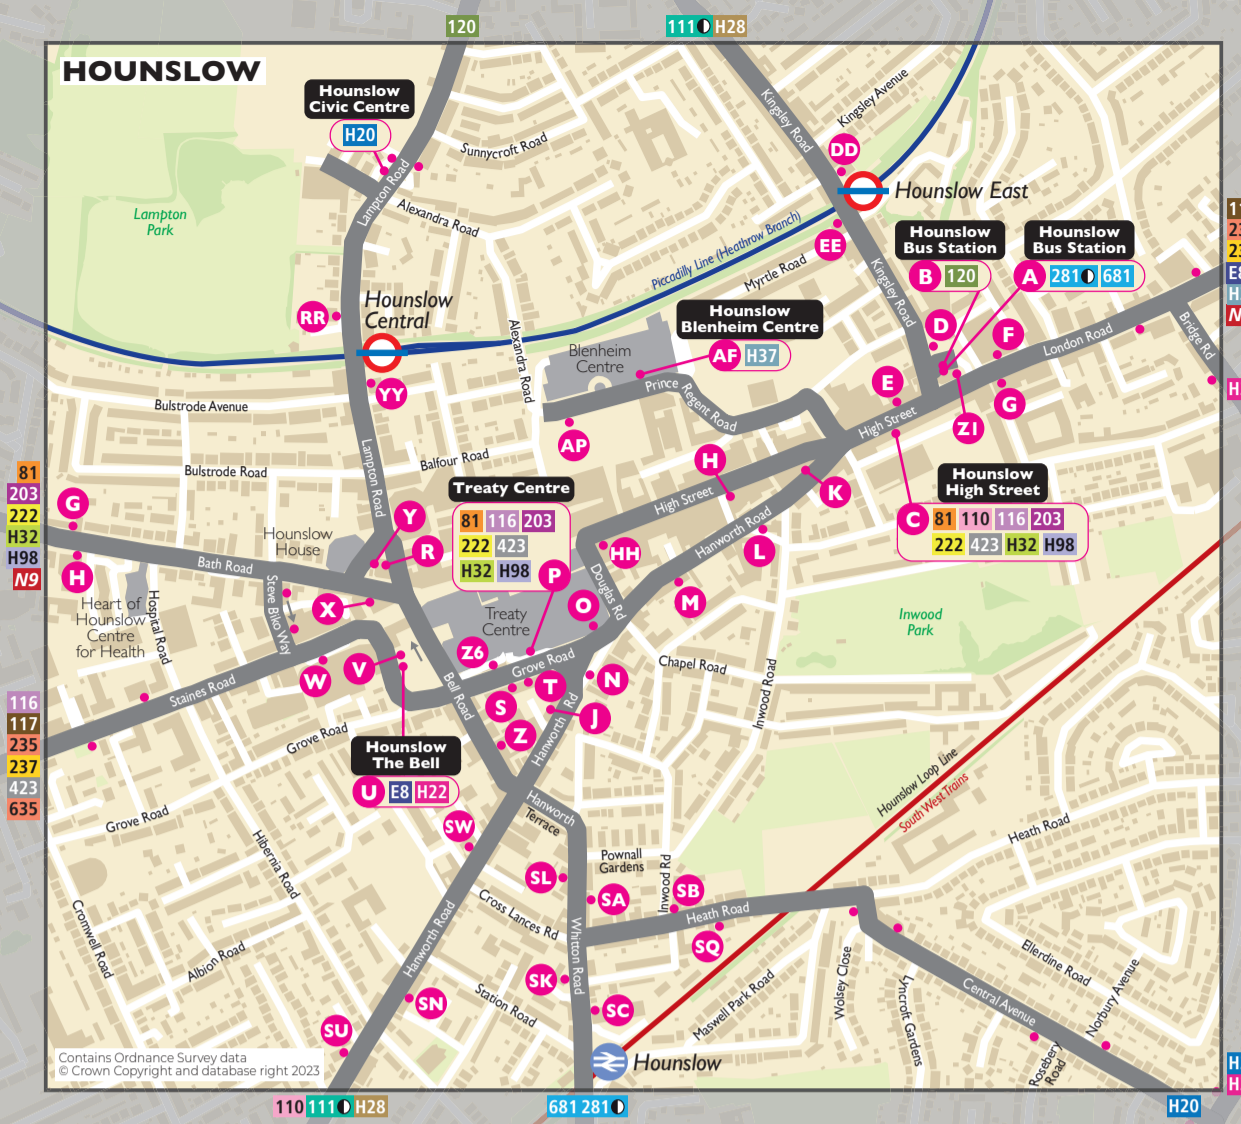 120
111 H28
HOUNSLOW
Hounslow
Civic Centre
H20
Sunnycroft Road
Kingsley Road
Kingsley Avenue
DD
Hounslow East
Lampton Road
Alexandra Road
Lampton
Park
Piccadilly Line (Heathrow Branch)
EE
Myrtle Road
Kingsley Road
Hounslow
Bus Station
B 120
Hounslow
Bus Station
A 281 681
Hounslow
Central
RR
Alexandra Road
Hounslow
Blenheim Centre
AF H37
Blenheim
Centre
D
F
London Road
Bridge Rd
E8
N
YY
Bulstrode Avenue
Prince Regent Road
E
G
High Street
Z1
AP
Lampton Road
Bulstrode Road
Balfour Road
H
High Street
K
Hounslow
High Street
C 81 110 116 203
222 423 H32 H98
81
203
222
H32
H98
N9
G
H
Bath Road
Hounslow
House
Y
R
Treaty Centre
81 116 203
222 423
H32 H98
P
HH
Hanworth Road
L
Douglas Rd
O
M
Heart of
Hounslow
Centre
for Health
Hospital Road
Steve Biko Way
X
Treaty
Centre
Z6
Grove Road
Inwood
Park
Chapel Road
Inwood Road
W
V
Staines Road
Bell Road
S
T
N
J
Z
Hanworth Rd
116
117
235
237
423
635
Grove Road
Hounslow
The Bell
U E8 H22
Grove Road
Hibernia Road
SW
Hanworth
Terrace
Hounslow Loop Line
South West Trains
Heath Road
Pownall
Gardens
Inwood Rd
SL
SA
SB
Heath Road
SQ
Cross Lances Rd
Whitton Road
Cromwell Road
Albion Road
Hanworth Road
SK
SC
SN
SU
Station Road
Maswell Park Road
Wolsey Close
Lyncroft Gardens
Central Avenue
Ellerdine Road
Norbury Avenue
Rosebery
Road
Hounslow
Contains Ordnance Survey data
© Crown Copyright and database right 2023
110 111 H28
681 281
H20